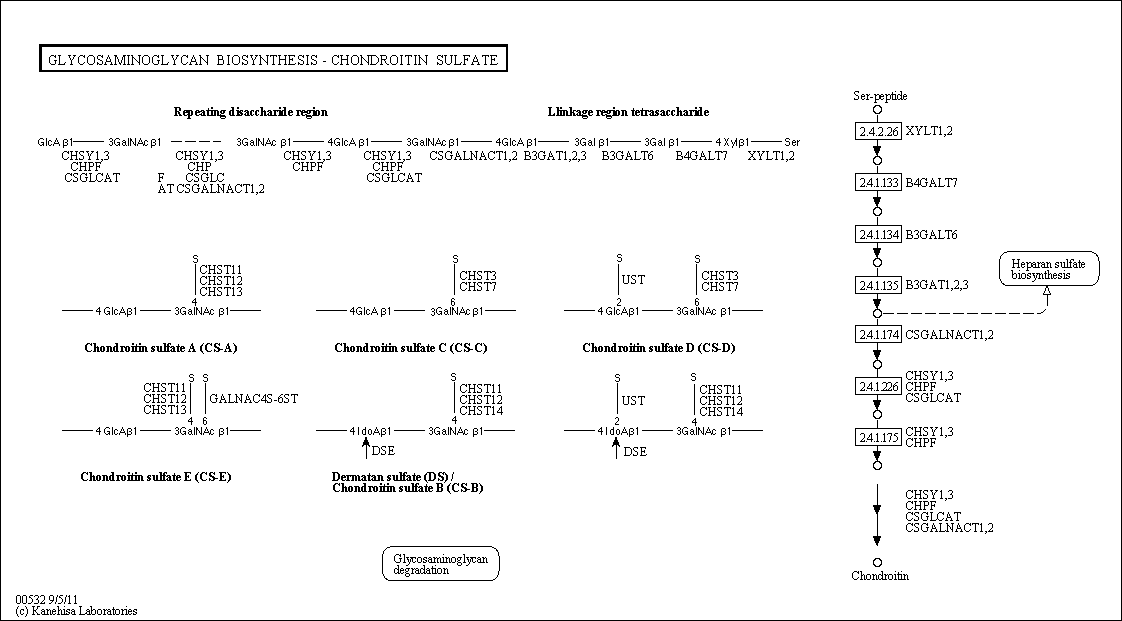 GLYCOSAMINOGLYCAN BIOSYNTHESIS - CHONDROITIN SULFATE
Repeating disaccharide region
Llinkage region tetrasaccharide
GlcA β1 3GalNAc β1 3GalNAc β1 4GlcA β1 3GalNAc β1 4GlcA β1 3Gal β1 3Gal β1 4 Xylβ1 Ser
CHSY1,3 CHSY1,3 CHSY1,3 CHSY1,3 CSGALNACT1,2 B3GAT1,2,3 B3GALT6 B4GALT7 XYLT1,2
CHPF CHP CHPF CHPF
CSGLCAT F CSGLC CSGLCAT
AT CSGALNACT1,2
S
CHST11
CHST12
CHST13
4
4 GlcAβ1 3GalNAc β1
Chondroitin sulfate A (CS-A)
S
CHST3
CHST7
6
4 GlcAβ1 3GalNAc β1
Chondroitin sulfate C (CS-C)
S S
UST CHST3
CHST7
2 6
4 GlcAβ1 3GalNAc β1
Chondroitin sulfate D (CS-D)
S S
CHST11
CHST12 GALNAC4S-6ST
CHST13
4 6
4 GlcAβ1 3GalNAc β1
Chondroitin sulfate E (CS-E)
S
CHST11
CHST12
CHST14
4
4IdoAβ1 3GalNAc β1
DSE
Dermatan sulfate (DS) /
Chondroitin sulfate B (CS-B)
S S
UST CHST11
CHST12
CHST14
2 4
4IdoAβ1 3GalNAc β1
DSE
Glycosaminoglycan
degradation
Ser-peptide
2.4.2.26 XYLT1,2
2.4.1.133 B4GALT7
2.4.1.134 B3GALT6
Heparan sulfate
biosynthesis
2.4.1.135 B3GAT1,2,3
2.4.1.174 CSGALNACT1,2
2.4.1.226 CHSY1,3
CHPF
CSGLCAT
2.4.1.175 CHSY1,3
CHPF
CHSY1,3
CHPF
CSGLCAT
CSGALNACT1,2
Chondroitin
00532 9/5/11
(c) Kanehisa Laboratories